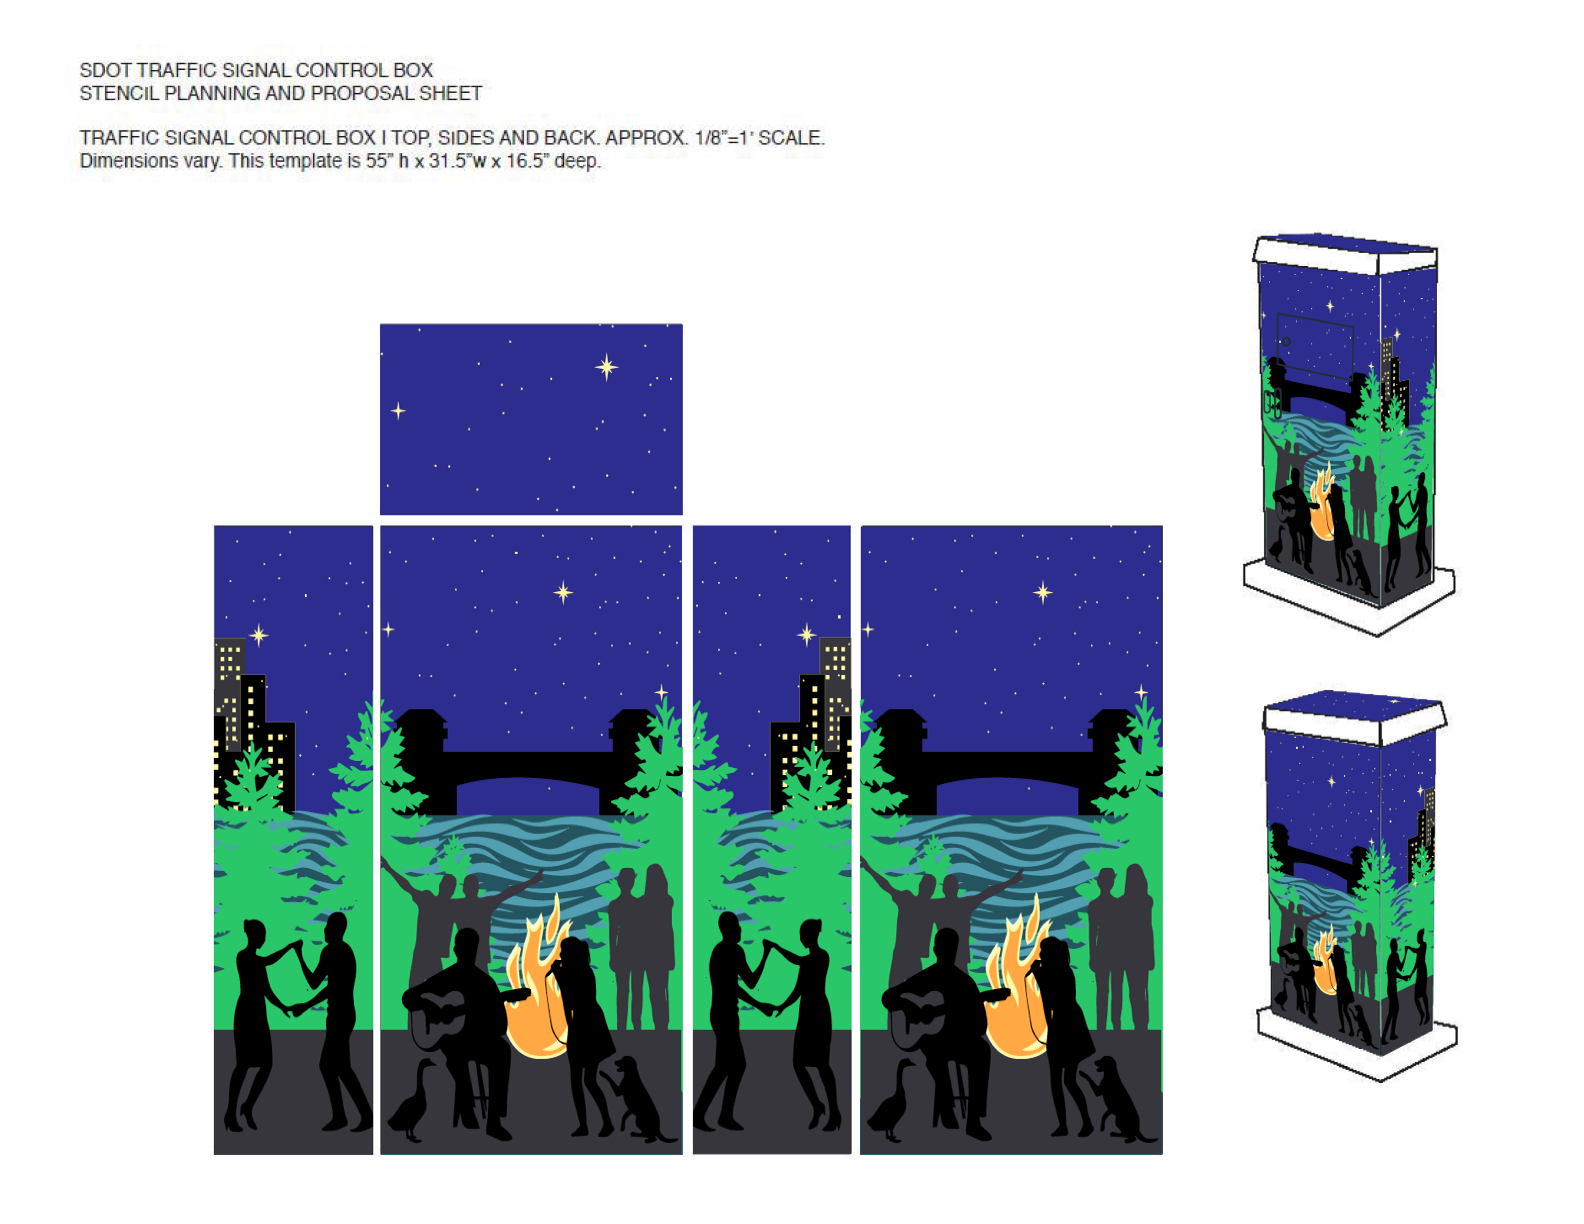 SDOT TRAFFIC SIGNAL CONTROL BOX
STENCIL PLANNING AND PROPOSAL SHEET
TRAFFIC SIGNAL CONTROL BOX I TOP, SIDES AND BACK. APPROX. 1/8”=1' SCALE.
Dimensions vary. This template is 55” h x 31.5”w x 16.5” deep.